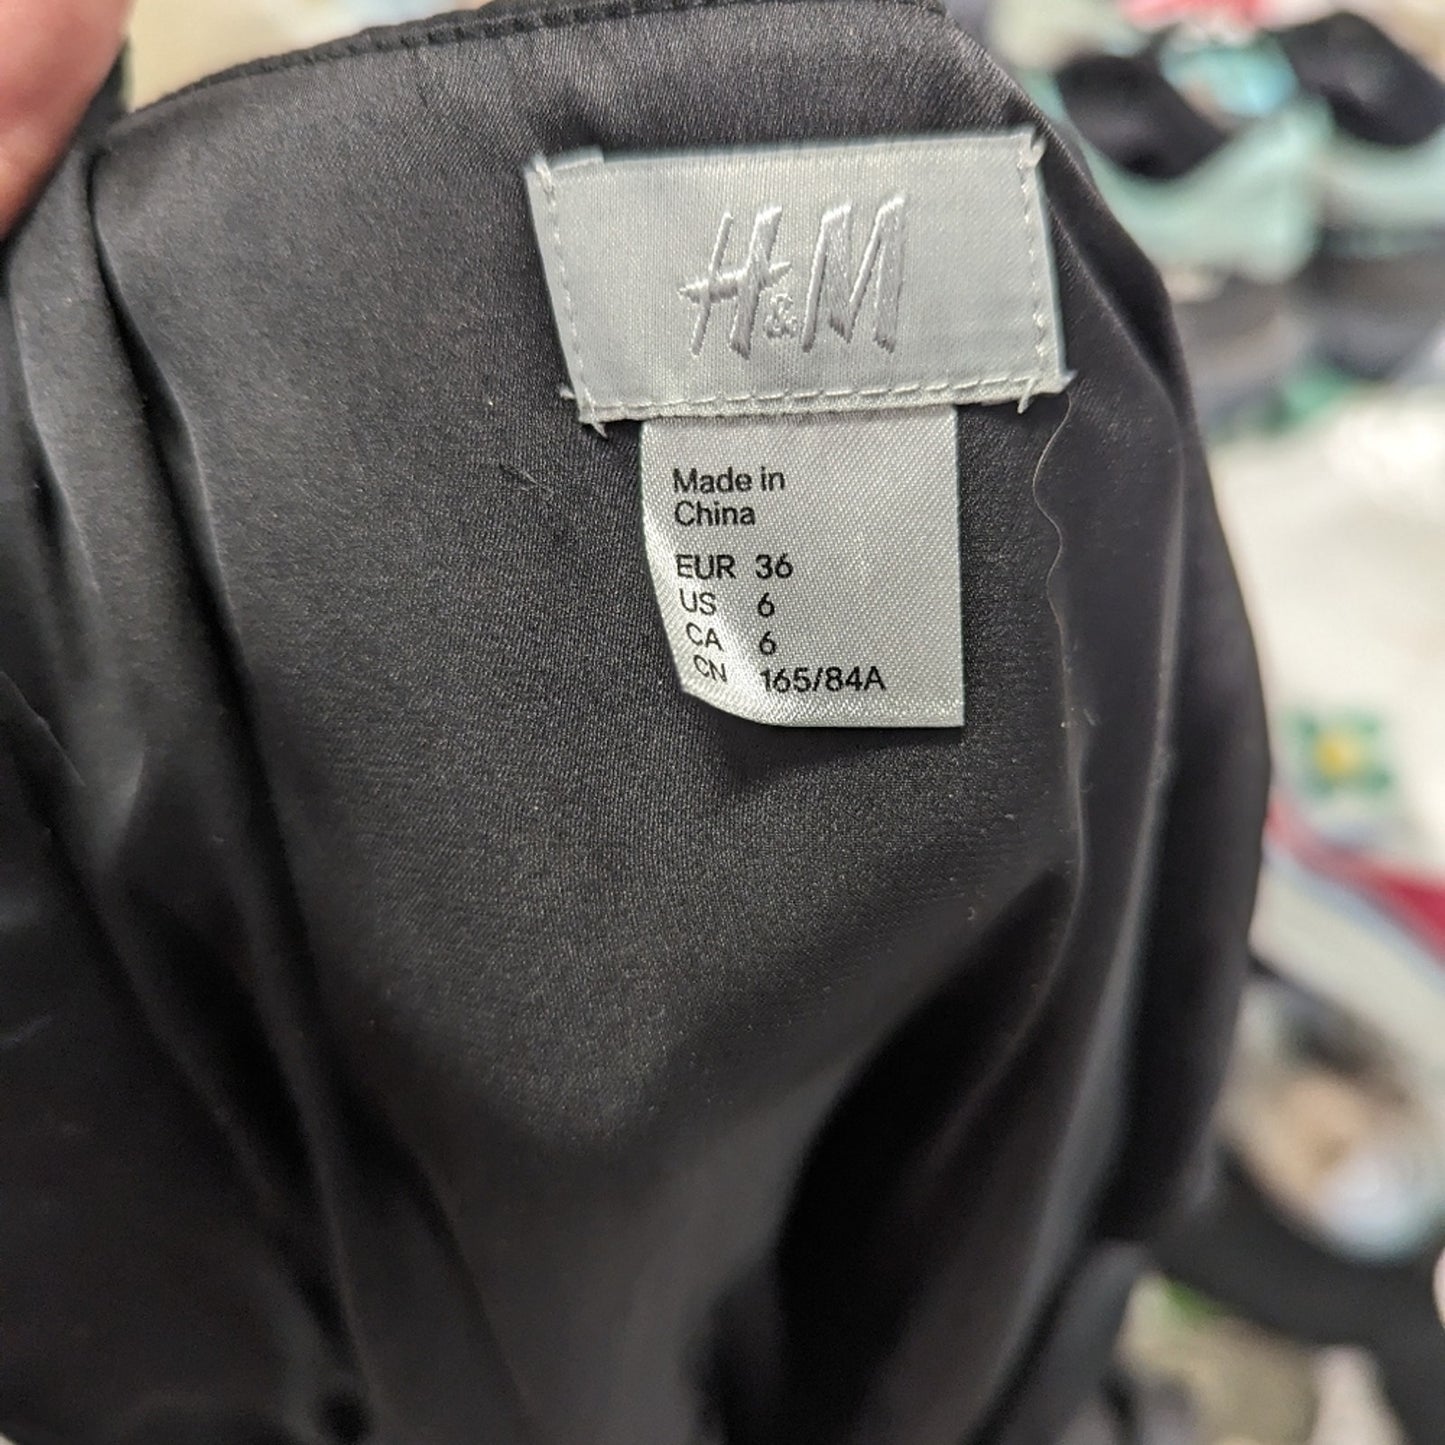 H&M
Made in
China
EUR 36
US 6
CA 6
CN 165/84A